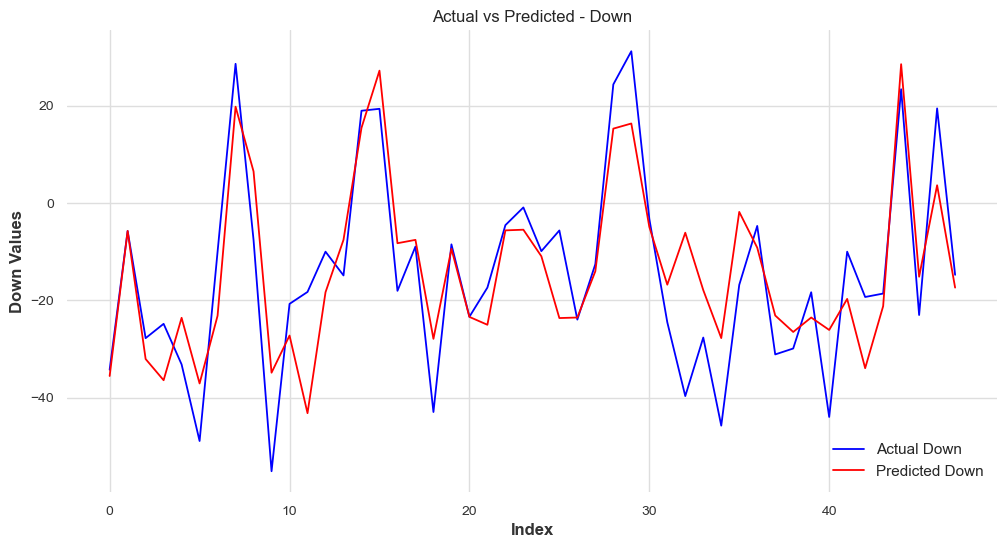 Actual vs Predicted - Down
Down Values
20
0
−20
−40
0
10
20
30
40
Index
Actual Down
Predicted Down